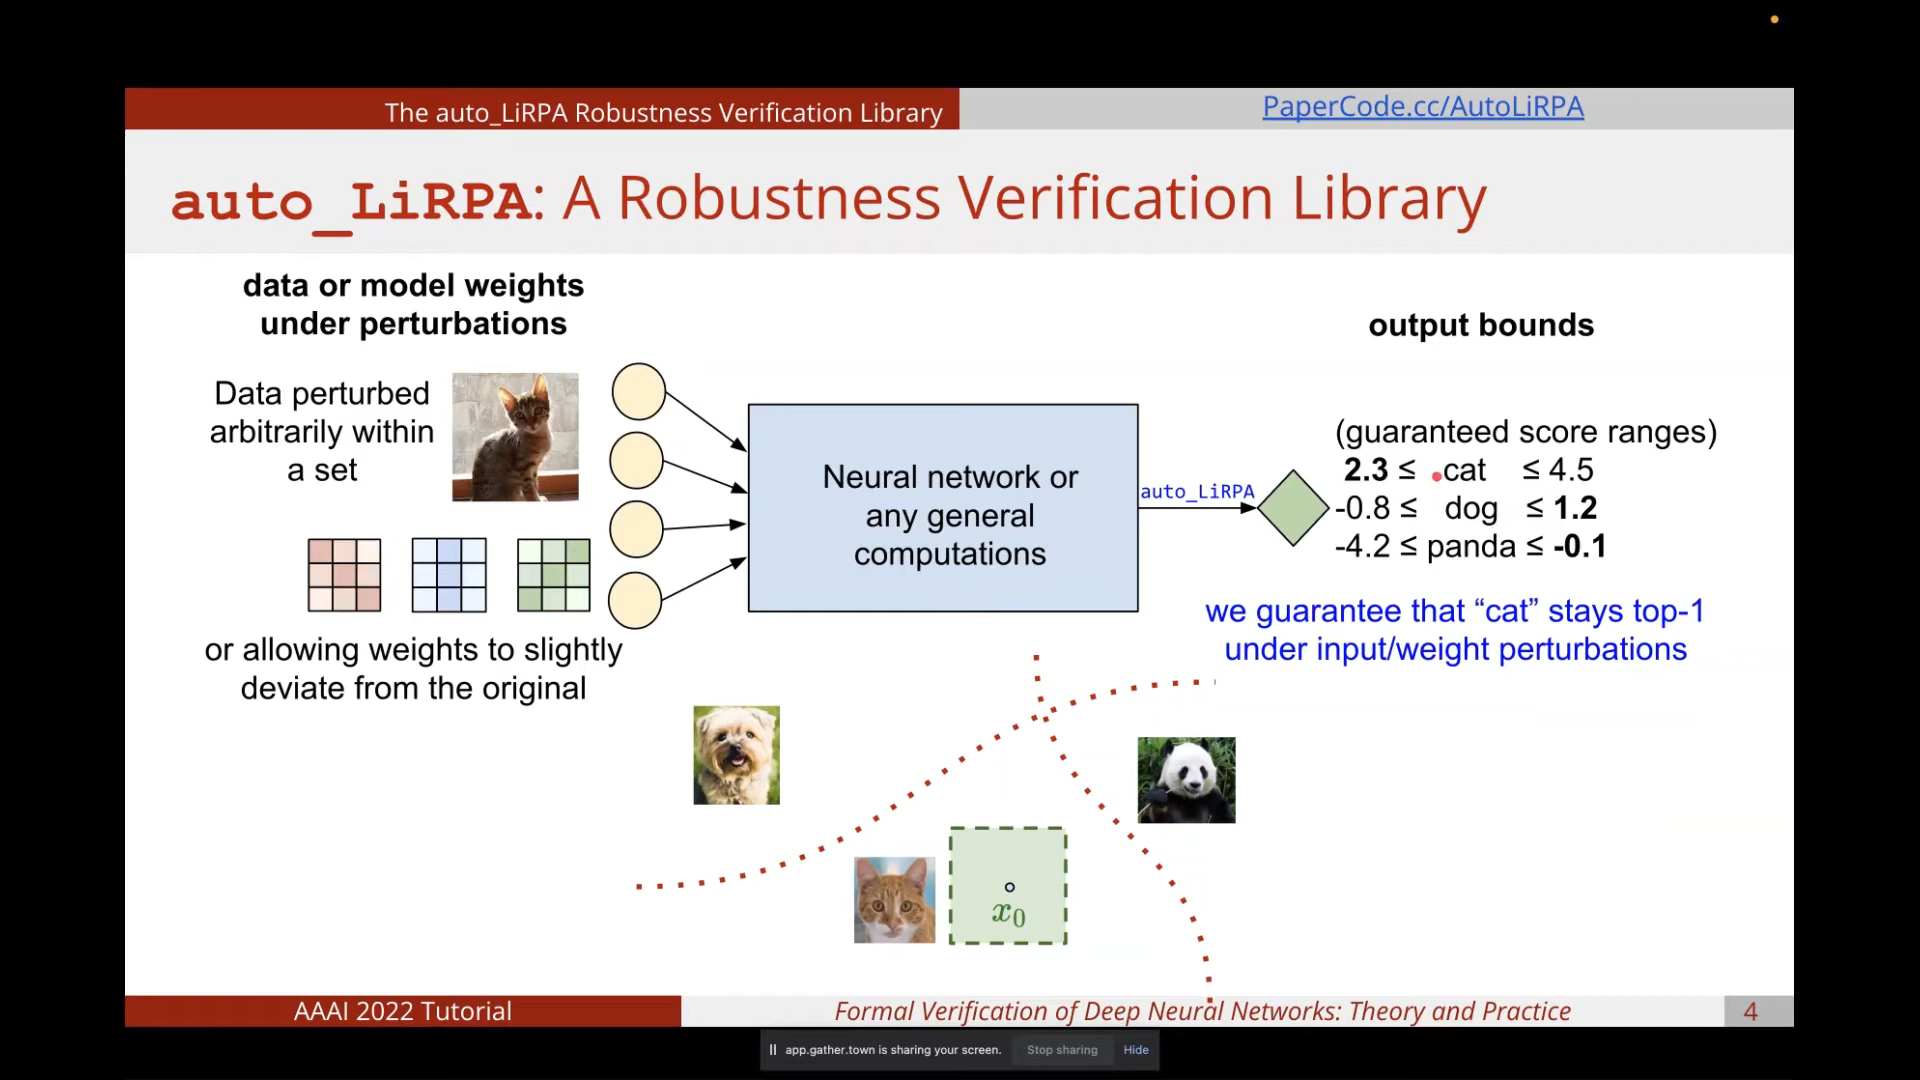 The auto_LiRPA Robustness Verification Library
PaperCode.cc/AutoLiRPA
auto_LiRPA: A Robustness Verification Library
data or model weights
under perturbations
Data perturbed
arbitrarily within
a set
or allowing weights to slightly
deviate from the original
Neural network or
any general
computations
auto_LiRPA
output bounds
(guaranteed score ranges)
2.3 ≤ cat ≤ 4.5
-0.8 ≤ dog ≤ 1.2
-4.2 ≤ panda ≤ -0.1
we guarantee that “cat” stays top-1
under input/weight perturbations
x₀
AAAI 2022 Tutorial
Formal Verification of Deep Neural Networks: Theory and Practice
4
app.gather.town is sharing your screen.
Stop sharing
Hide